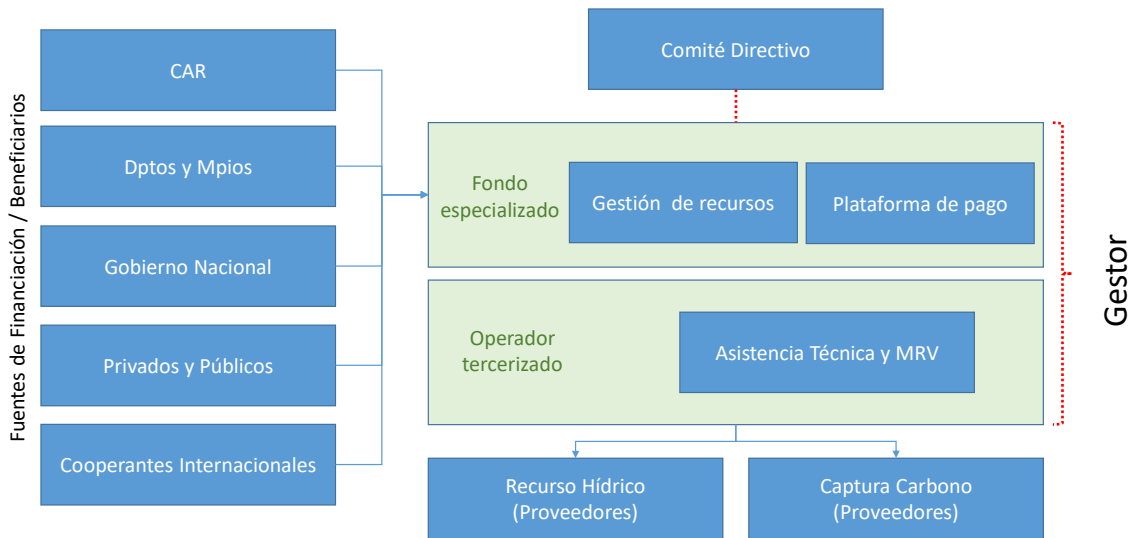 Fuentes de Financiación / Beneficiarios
CAR
Dptos y Mpios
Gobierno Nacional
Privados y Públicos
Cooperantes Internacionales
Comité Directivo
Fondo
especializado
Gestión de recursos
Plataforma de pago
Operador
tercerizado
Asistencia Técnica y MRV
Recurso Hídrico
(Proveedores)
Captura Carbono
(Proveedores)
Gestor